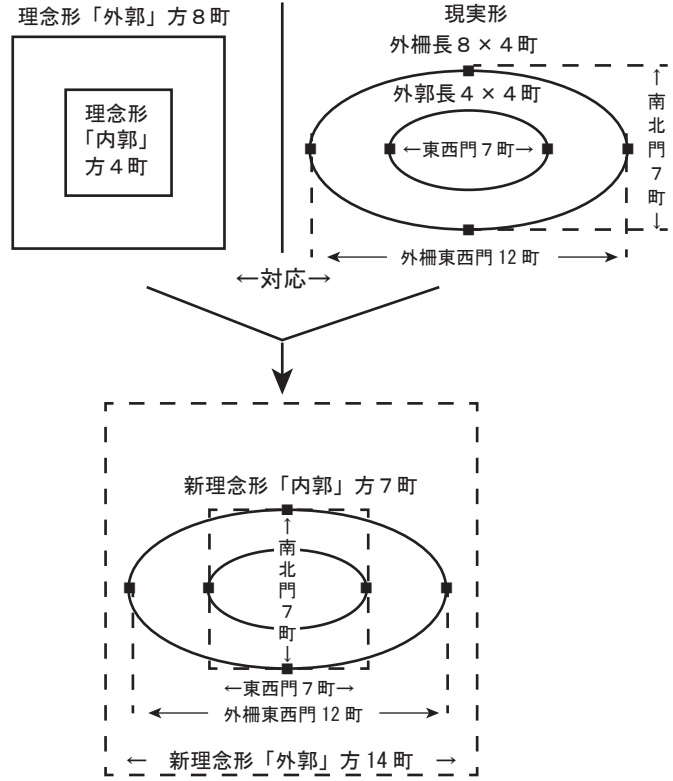 理念形「外郭」方８町
理念形
「内郭」
方４町
現実形
外柵長８×４町
外郭長４×４町
←東西門７町→
←南北門７町→
外柵東西門 12 町
←対応→
新理念形「内郭」方７町
←南北門７町→
←東西門７町→
外柵東西門 12 町
← 新理念形「外郭」方 14 町 →